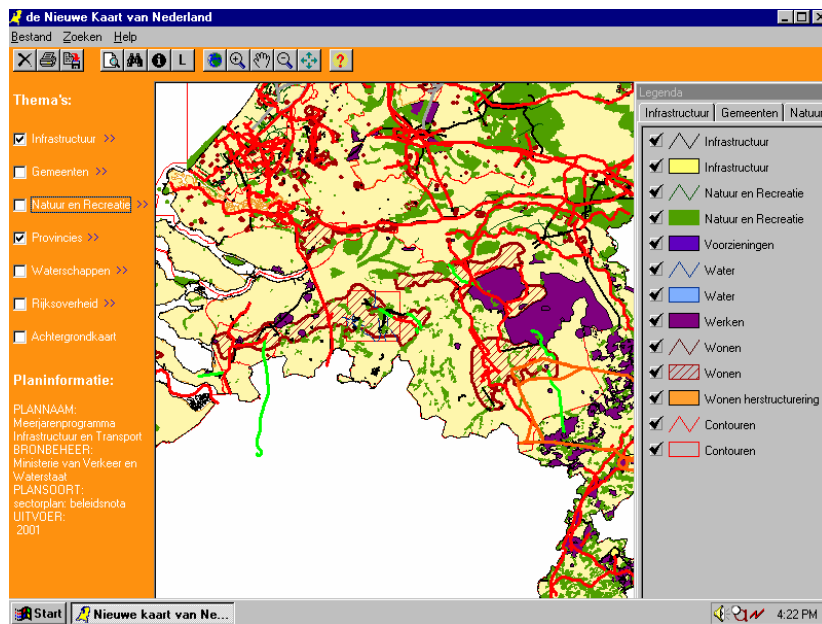 de Nieuwe Kaart van Nederland
Bestand Zoeken Help
L
?
Thema's:
Infrastructuur >>
Gemeenten >>
Natuur en Recreatie >>
Provincies >>
Waterschappen >>
Rijksoverheid >>
Achtergrondkaart
Planinformatie:
PLANNAAM:
Meerjarenprogramma
Infrastructuur en Transport
BRONBEHEER:
Ministerie van Verkeer en
Waterstaat
PLANSOORT:
sectorplan: beleidsnota
UITVOER:
2001
Legenda
Infrastructuur Gemeenten Natuur
Infrastructuur
Infrastructuur
Natuur en Recreatie
Natuur en Recreatie
Voorzieningen
Water
Water
Werken
Wonen
Wonen
Wonen herstructurering
Contouren
Contouren
Start Nieuwe kaart van Ne... 4:22 PM